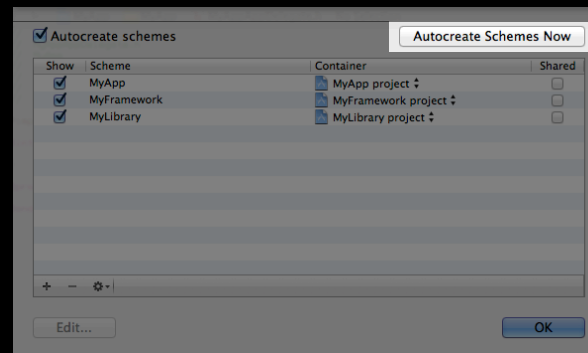 Autocreate schemes
Autocreate Schemes Now
Show Scheme Container Shared
MyApp MyApp project
MyFramework MyFramework project
MyLibrary MyLibrary project
Edit...
OK